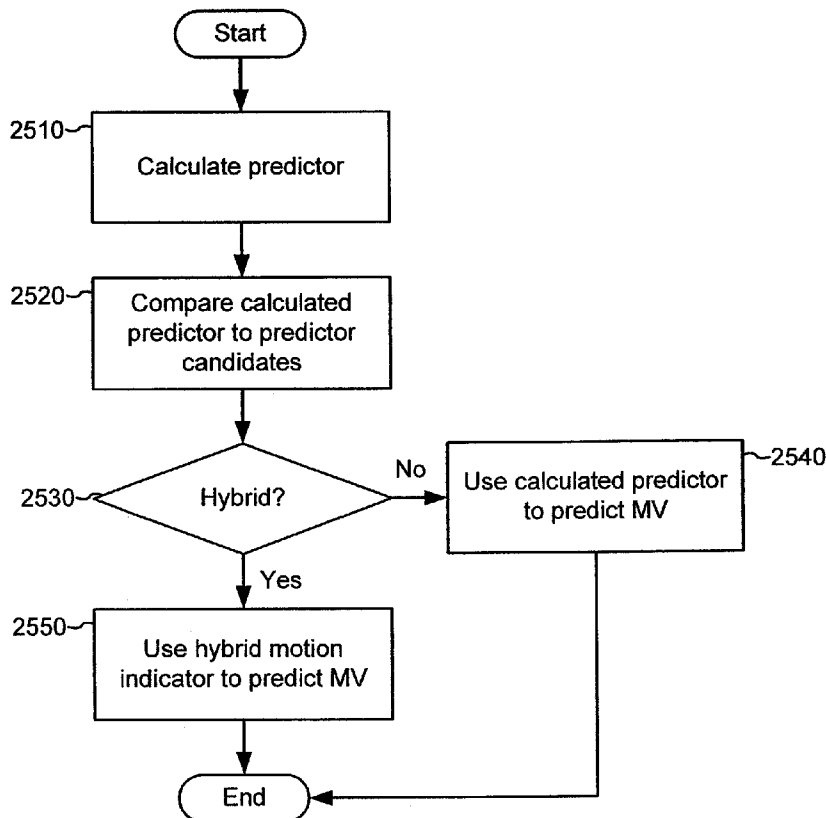 Start
2510
Calculate predictor
2520
Compare calculated
predictor to predictor
candidates
2530
Hybrid?
No
2540
Use calculated predictor
to predict MV
Yes
2550
Use hybrid motion
indicator to predict MV
End